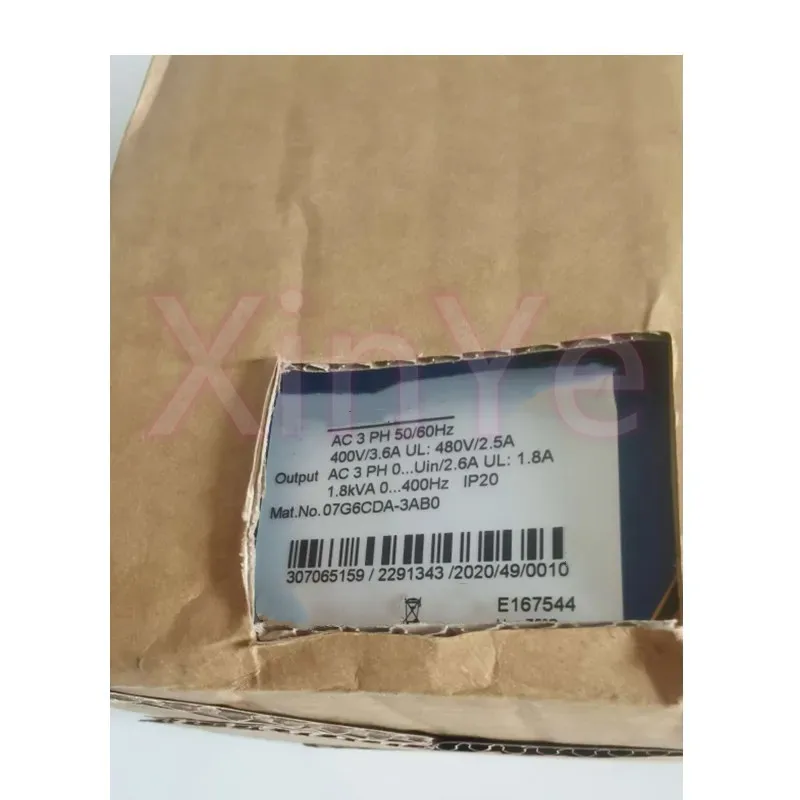 XinYe
AC 3 PH 50/60Hz
400V/3.6A UL: 480V/2.5A
Output AC 3 PH 0...Uin/2.6A UL: 1.8A
1.8kVA 0...400Hz IP20
Mat.No.07G6CDA-3AB0
307065159 / 2291343 /2020/49/0010
E167544